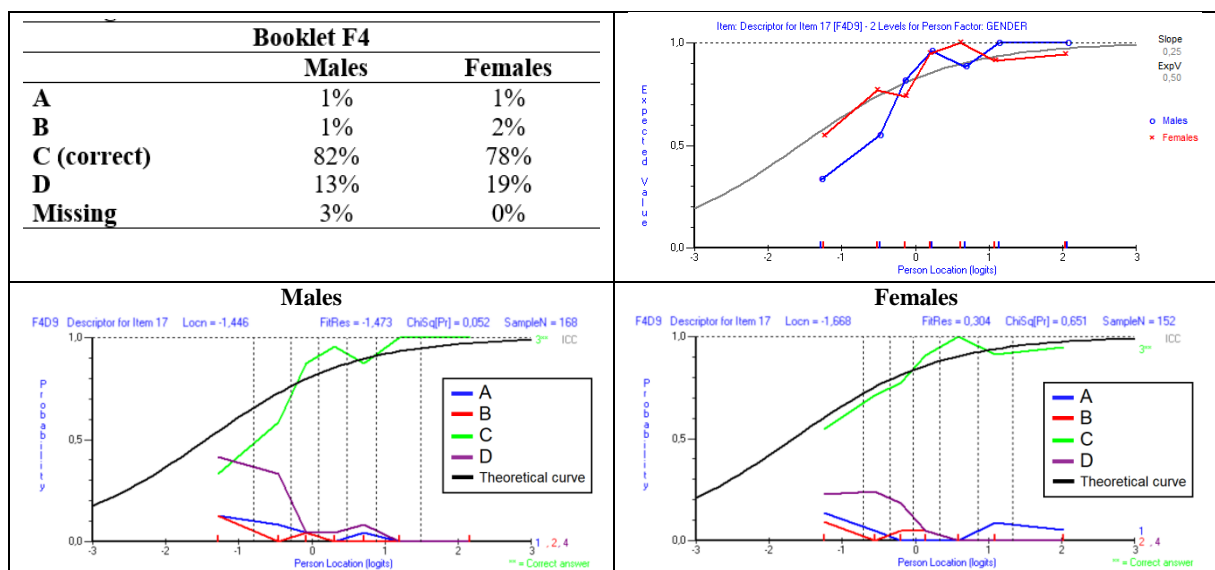 Booklet F4
Males Females
A 1% 1%
B 1% 2%
C (correct) 82% 78%
D 13% 19%
Missing 3% 0%
Item: Descriptor for Item 17 [F4D9] - 2 Levels for Person Factor: GENDER
Slope
0,25
ExpV
0,50
Expected Value
1,0
0,5
0,0
-3 -2 -1 0 1 2 3
Person Location (logits)
Males
Females
Males
F4D9 Descriptor for Item 17 Locn = -1,446 FitRes = -1,473 ChiSq[Pr] = 0,052 SampleN = 168
Probability
1,0
0,5
0,0
3** ICC
A
B
C
D
Theoretical curve
-3 -2 -1 0 1 2 3
1
. 2, 4
Person Location (logits)
** = Correct answer
Females
F4D9 Descriptor for Item 17 Locn = -1,668 FitRes = 0,304 ChiSq[Pr] = 0,651 SampleN = 152
Probability
1,0
0,5
0,0
ICC
3**
A
B
C
D
Theoretical curve
-3 -2 -1 0 1 2 3
1
2 . 4
Person Location (logits)
** = Correct answer